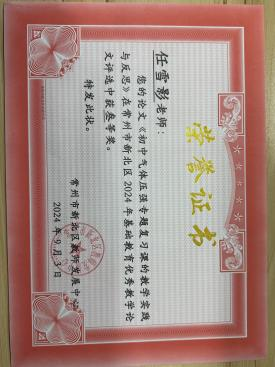 荣誉证书
任雪影老师：
您的论文《初中气体压强专题复习课的教学实践
与反思》在常州市新北区2024年基础教育优秀教学论
文评选中获叁等奖。
特发此状。
常州市新北区教师发展中心
2024年9月3日